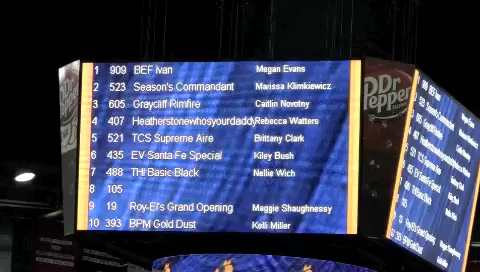 1 909 BEF Ivan Megan Evans
2 523 Season's Commandant Marissa Klimkiewicz
3 605 Graycliff Rimfire Caitlin Novotny
4 407 Heatherstonewhosyourdaddy Rebecca Watters
5 521 TCS Supreme Aire Brittany Clark
6 435 EV Santa Fe Special Kiley Bush
7 488 TH! Basic Black Nellie Wich
8 105
9 19 Roy-El's Grand Opening Maggie Shaughnessy
10 393 BPM Gold Dust Kelli Miller
Dr Pepper